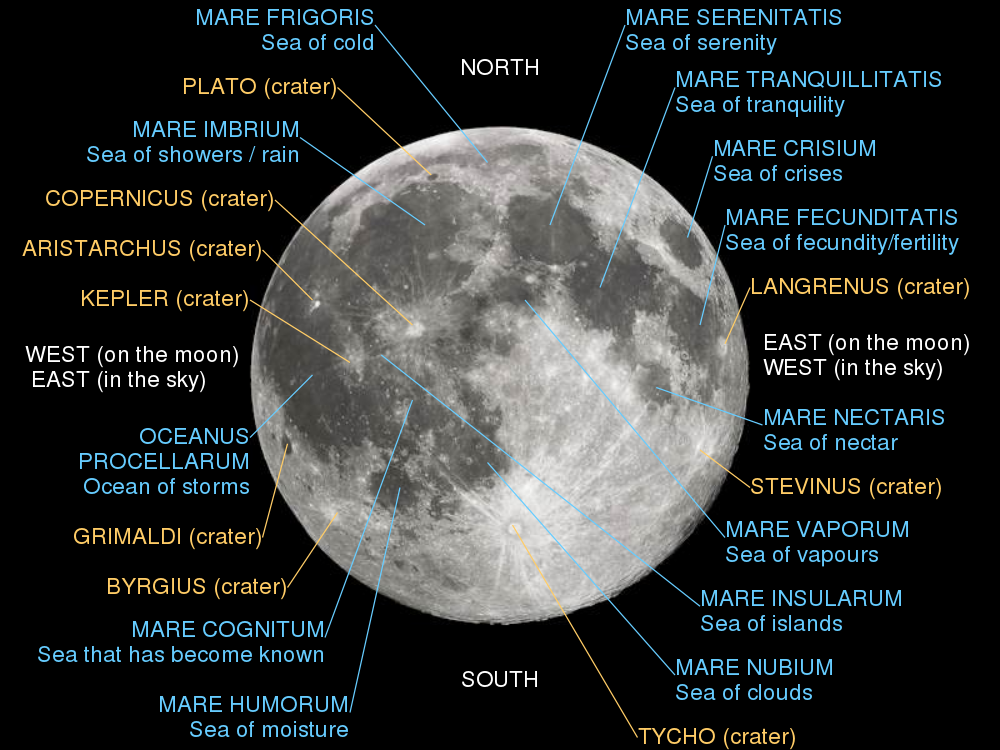 MARE FRIGORIS
Sea of cold
PLATO (crater)
MARE IMBRIUM
Sea of showers / rain
COPERNICUS (crater)
ARISTARCHUS (crater)
KEPLER (crater)
WEST (on the moon)
EAST (in the sky)
OCEANUS
PROCELLARUM
Ocean of storms
GRIMALDI (crater)
BYRGIUS (crater)
MARE COGNITUM
Sea that has become known
MARE HUMORUM
Sea of moisture
NORTH
SOUTH
MARE SERENITATIS
Sea of serenity
MARE TRANQUILLITATIS
Sea of tranquility
MARE CRISIUM
Sea of crises
MARE FECUNDITATIS
Sea of fecundity/fertility
LANGRENUS (crater)
EAST (on the moon)
WEST (in the sky)
MARE NECTARIS
Sea of nectar
STEVINUS (crater)
MARE VAPORUM
Sea of vapours
MARE INSULARUM
Sea of islands
MARE NUBIUM
Sea of clouds
TYCHO (crater)